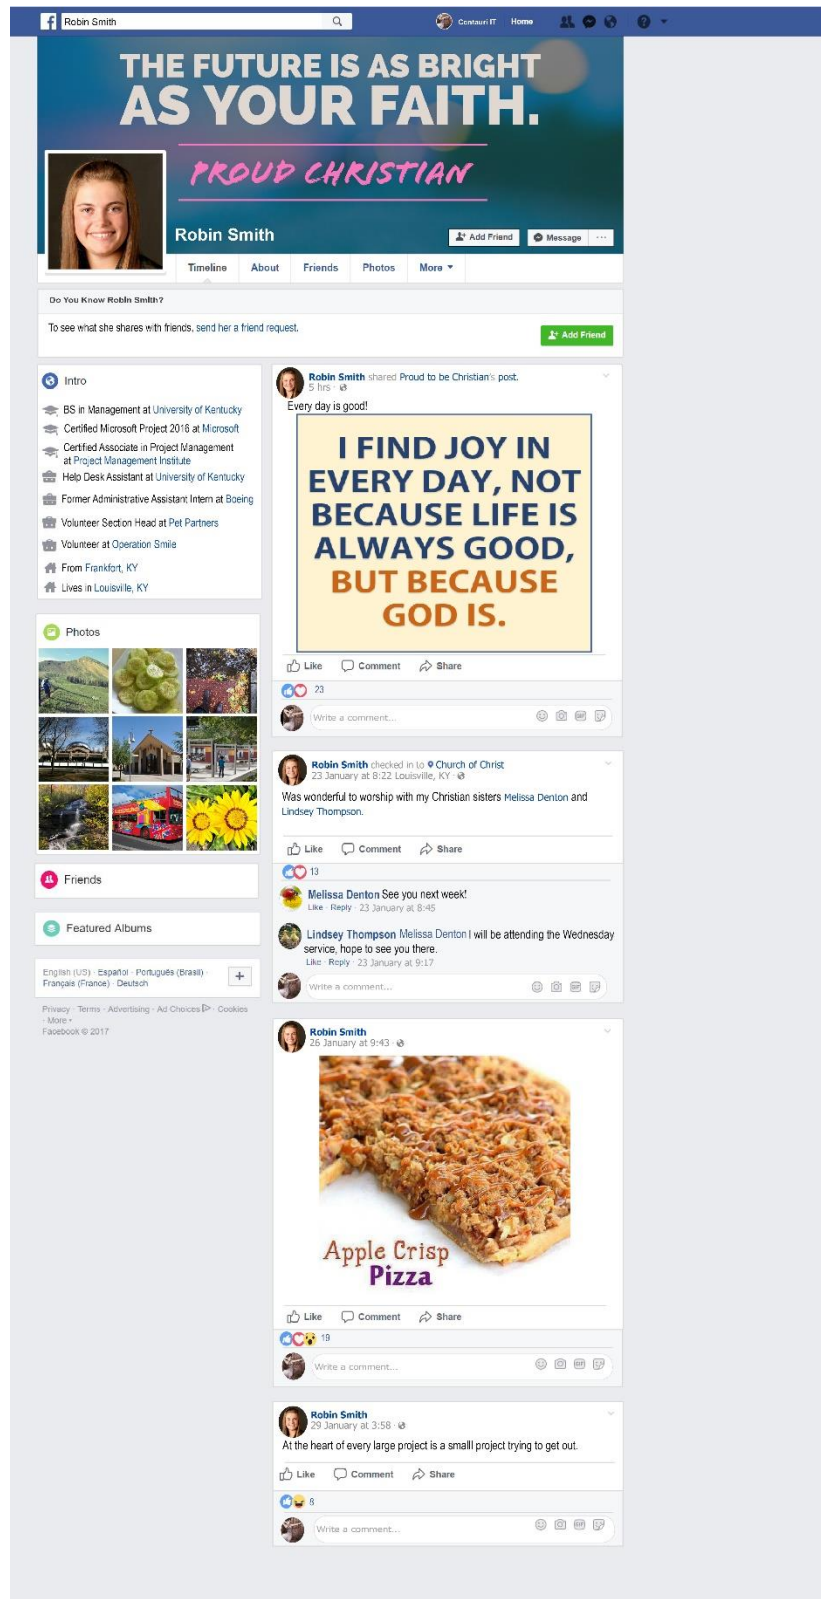 Robin Smith
Centauri IT Home
THE FUTURE IS AS BRIGHT
AS YOUR FAITH.
PROUD CHRISTIAN
Robin Smith
Add Friend Message ...
Timeline About Friends Photos More
Do You Know Robin Smith?
To see what she shares with friends, send her a friend request.
Add Friend
Intro
BS in Management at University of Kentucky
Certified Microsoft Project 2016 at Microsoft
Certified Associate in Project Management
at Project Management Institute
Help Desk Assistant at University of Kentucky
Former Administrative Assistant Intern at Boeing
Volunteer Section Head at Pet Partners
Volunteer at Operation Smile
From Frankfort, KY
Lives in Louisville, KY
Photos
Friends
Featured Albums
English (US) · Español · Português (Brasil) ·
Français (France) · Deutsch
+
Privacy · Terms · Advertising · Ad Choices · Cookies
· More
Facebook © 2017
Robin Smith shared Proud to be Christian's post.
5 hrs ·
Every day is good!
I FIND JOY IN
EVERY DAY, NOT
BECAUSE LIFE IS
ALWAYS GOOD,
BUT BECAUSE
GOD IS.
Like Comment Share
23
Write a comment...
GIF
Robin Smith checked in to Church of Christ
23 January at 8:22 Louisville, KY ·
Was wonderful to worship with my Christian sisters Melissa Denton and
Lindsey Thompson.
Like Comment Share
13
Melissa Denton See you next week!
Like · Reply · 23 January at 8:45
Lindsey Thompson Melissa Denton I will be attending the Wednesday
service, hope to see you there.
Like · Reply · 23 January at 9:17
Write a comment...
GIF
Robin Smith
26 January at 9:43 ·
Apple Crisp
Pizza
Like Comment Share
19
Write a comment...
GIF
Robin Smith
29 January at 3:58 ·
At the heart of every large project is a smalll project trying to get out.
Like Comment Share
8
Write a comment...
GIF